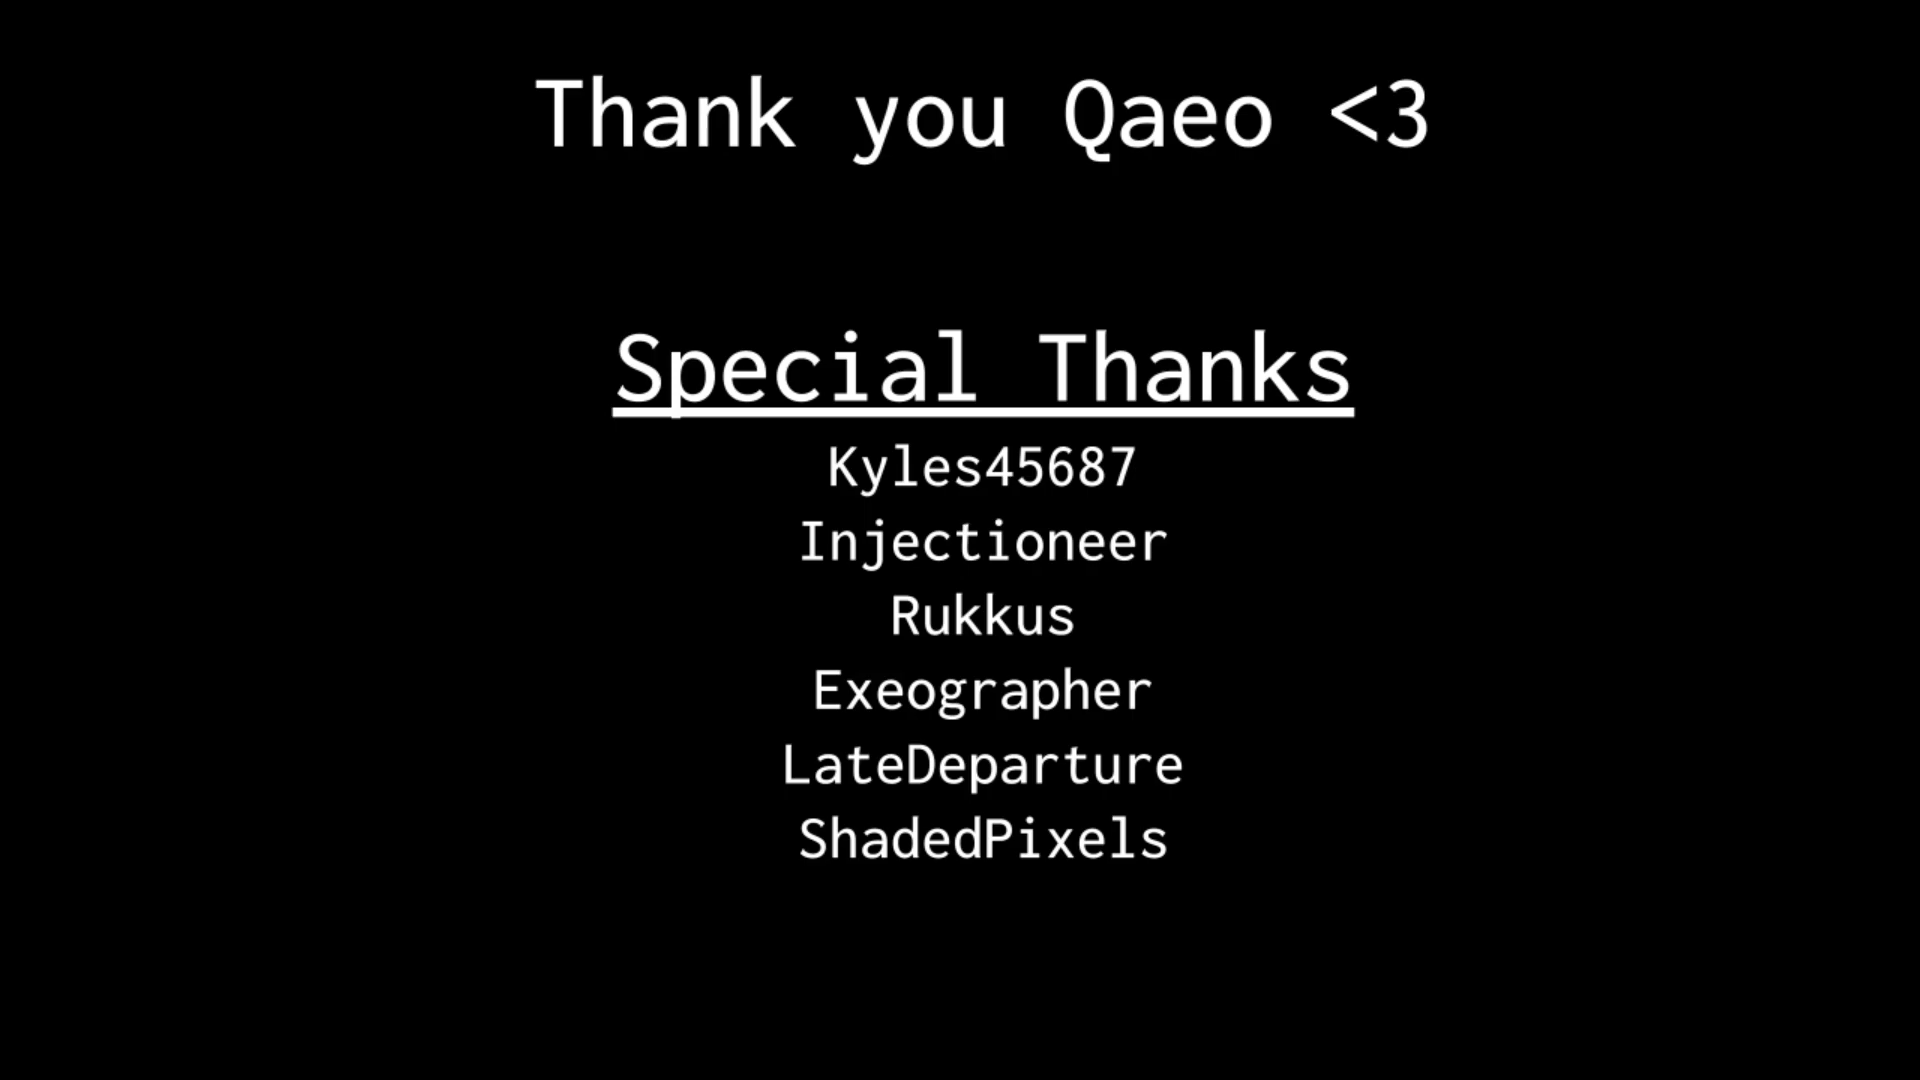 Thank you Qaeo <3
Special Thanks
Kyles45687
Injectioneer
Rukkus
Exeographer
LateDeparture
ShadedPixels